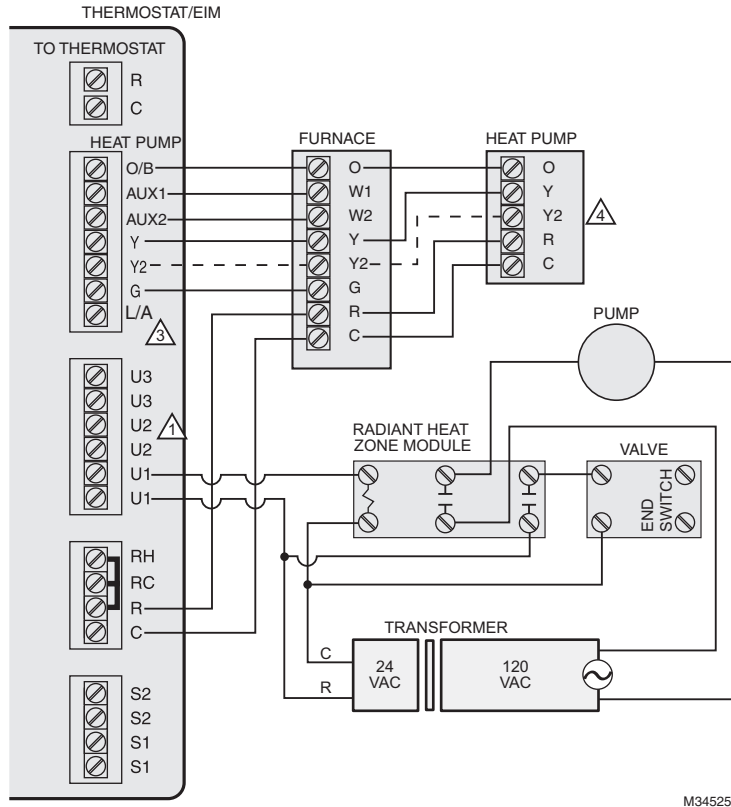 THERMOSTAT/EIM
TO THERMOSTAT
R
C
HEAT PUMP
O/B
AUX1
AUX2
Y
Y2
G
L/A
3
U3
U3
U2
1
U2
U1
U1
RH
RC
R
C
S2
S2
S1
S1
FURNACE
O
W1
W2
Y
Y2
G
R
C
HEAT PUMP
O
Y
Y2
R
C
4
PUMP
RADIANT HEAT
ZONE MODULE
VALVE
END
SWITCH
TRANSFORMER
C
R
24
VAC
120
VAC
M34525